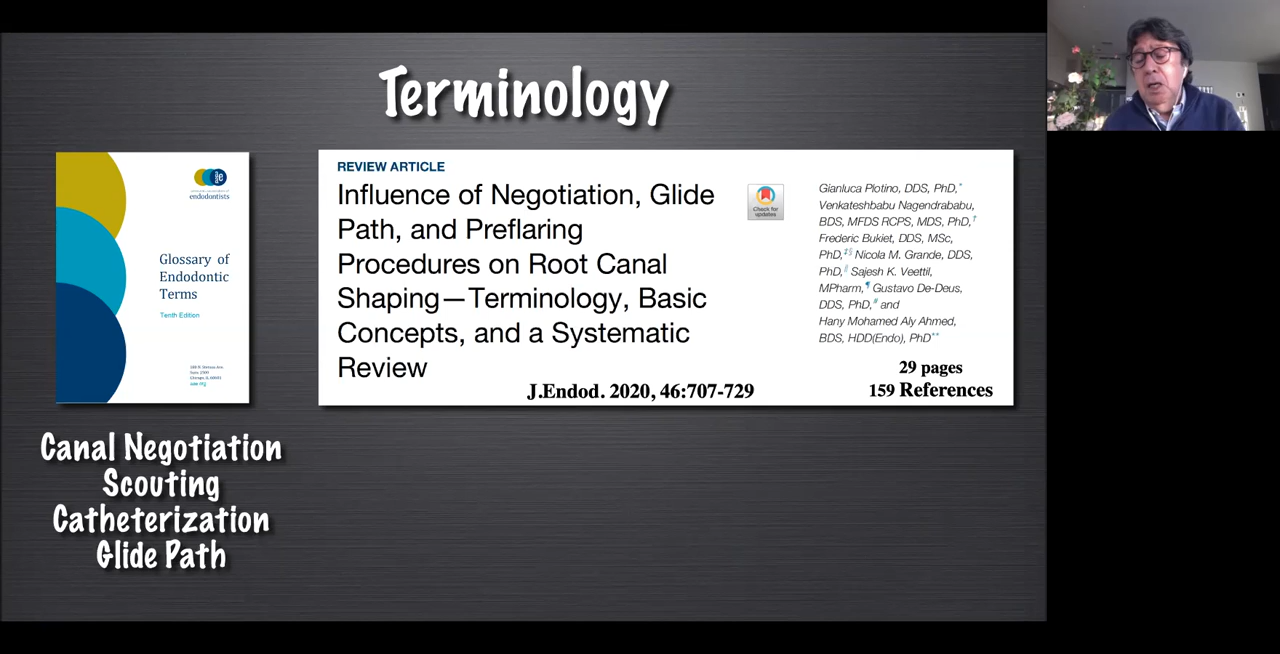 Terminology
endodontists
Glossary of
Endodontic
Terms
Tenth Edition
Canal Negotiation
Scouting
Catheterization
Glide Path
REVIEW ARTICLE
Influence of Negotiation, Glide
Path, and Preflaring
Procedures on Root Canal
Shaping—Terminology, Basic
Concepts, and a Systematic
Review
Check for
updates
J.Endod. 2020, 46:707-729
Gianluca Plotino, DDS, PhD,*
Venkateshbabu Nagendrababu,
BDS, MFDS RCPS, MDS, PhD,†
Frederic Bukiet, DDS, MSc,
PhD,‡§ Nicola M. Grande, DDS,
PhD,‖ Sajesh K. Veettil,
MPharm,¶ Gustavo De-Deus,
DDS, PhD,# and
Hany Mohamed Aly Ahmed,
BDS, HDD(Endo), PhD**
29 pages
159 References